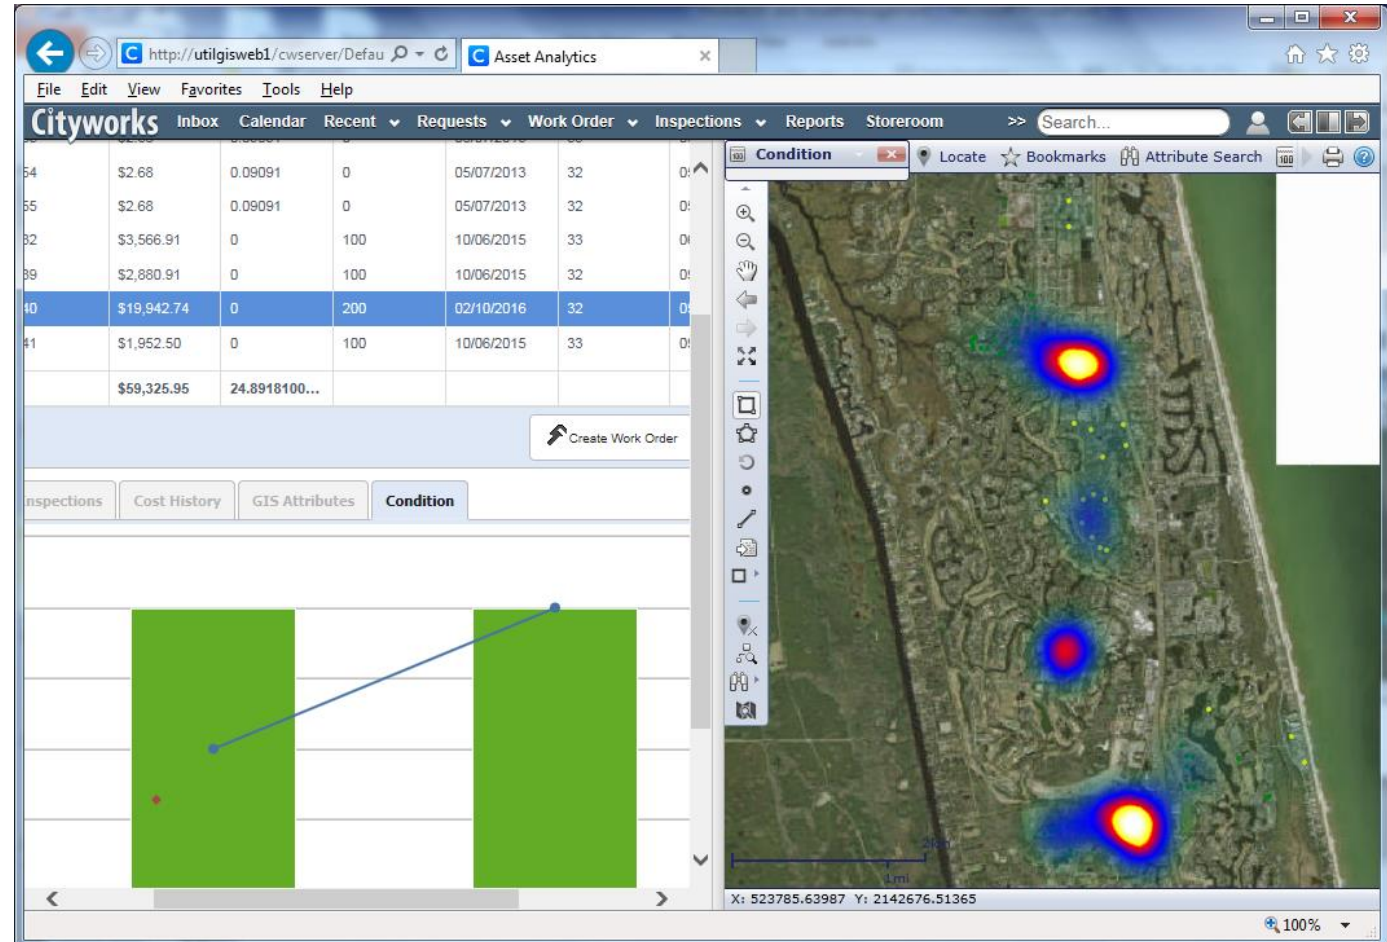 http://utilgisweb1/cwserver/Defau
Asset Analytics
File Edit View Favorites Tools Help
Cityworks Inbox Calendar Recent Requests Work Order Inspections Reports Storeroom >> Search...
Condition Locate Bookmarks Attribute Search
54 $2.68 0.09091 0 05/07/2013 32
55 $2.68 0.09091 0 05/07/2013 32
32 $3,566.91 0 100 10/06/2015 33
39 $2,880.91 0 100 10/06/2015 32
40 $19,942.74 0 200 02/10/2016 32
41 $1,952.50 0 100 10/06/2015 33
$59,325.95 24.8918100...
Create Work Order
nspections Cost History GIS Attributes Condition
1mi
X: 523785.63987 Y: 2142676.51365
100%